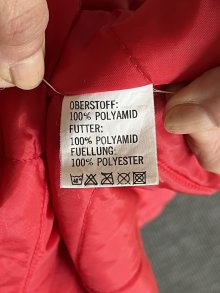 OBERSTOFF:
100% POLYAMID
FUTTER:
100% POLYAMID
FUELLUNG:
100% POLYESTER